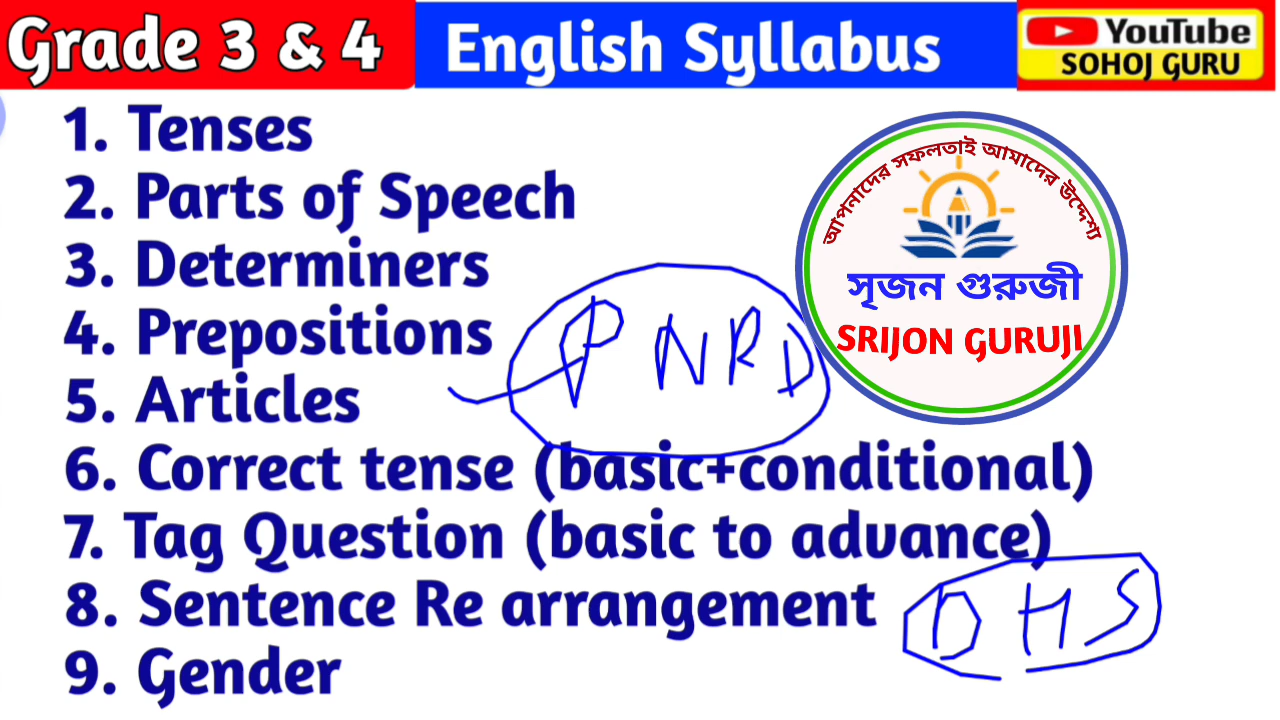 Grade 3 & 4
English Syllabus
YouTube
SOHOJ GURU
1. Tenses
2. Parts of Speech
3. Determiners
4. Prepositions
5. Articles
6. Correct tense (basic+conditional)
7. Tag Question (basic to advance)
8. Sentence Re arrangement
9. Gender
আপনাদের সফলতাই আমাদের উদ্দেশ্য
সৃজন গুরুজী
SRIJON GURUJI
PNRD
DHS